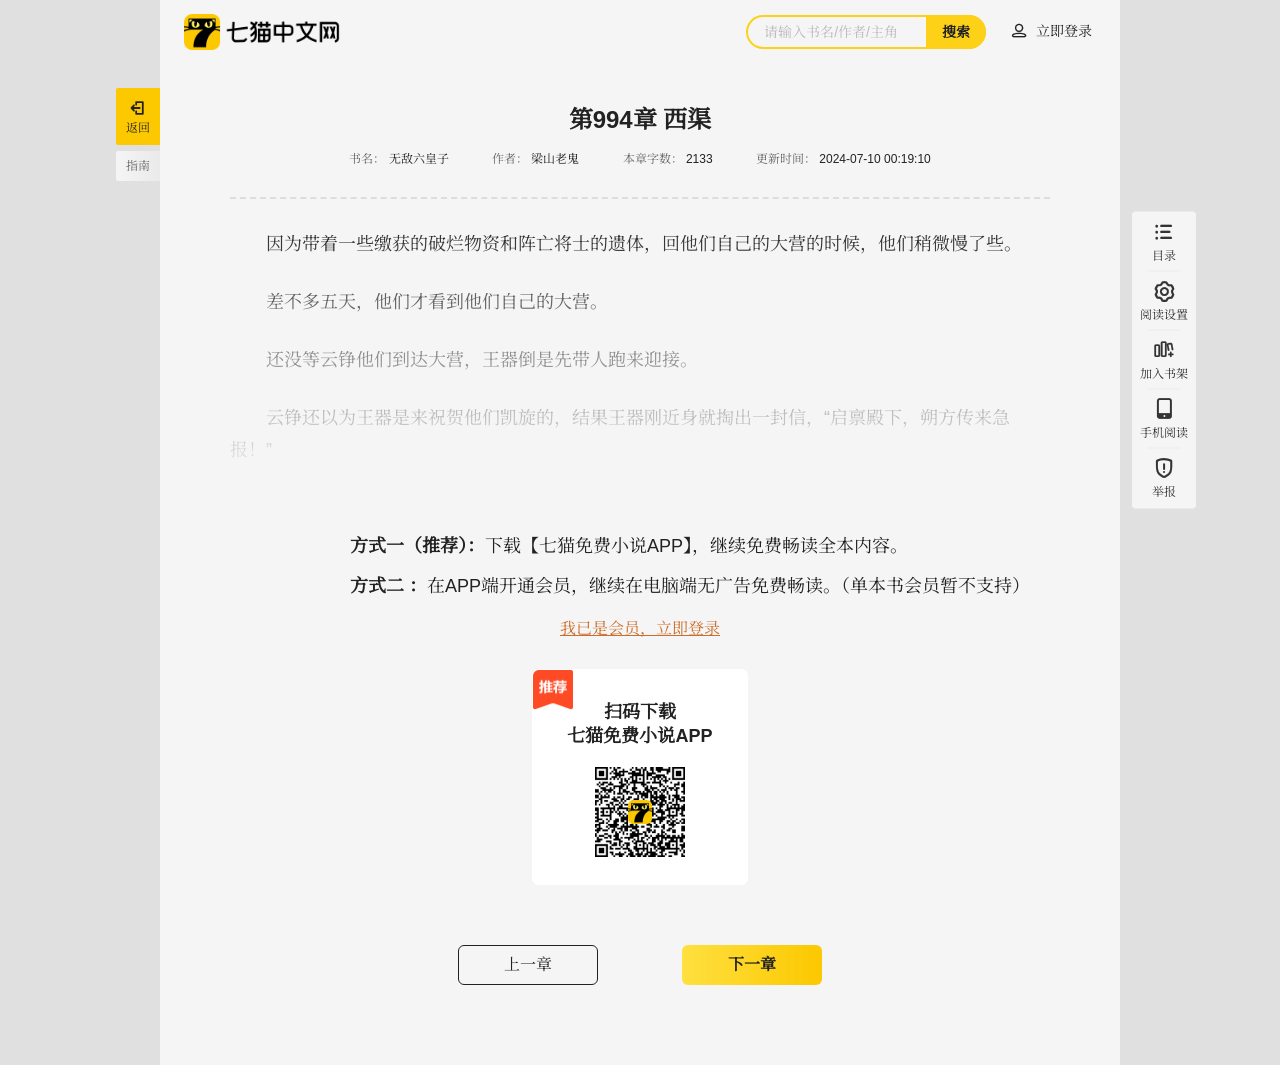 七猫中文网
请输入书名/作者/主角
搜索
立即登录
返回
指南
第994章 西渠
书名： 无敌六皇子 作者： 梁山老鬼 本章字数： 2133 更新时间： 2024-07-10 00:19:10
因为带着一些缴获的破烂物资和阵亡将士的遗体，回他们自己的大营的时候，他们稍微慢了些。
差不多五天，他们才看到他们自己的大营。
还没等云铮他们到达大营，王器倒是先带人跑来迎接。
云铮还以为王器是来祝贺他们凯旋的，结果王器刚近身就掏出一封信，“启禀殿下，朔方传来急
报！”
目录
阅读设置
加入书架
手机阅读
举报
方式一（推荐）：下载【七猫免费小说APP】，继续免费畅读全本内容。
方式二 ：在APP端开通会员，继续在电脑端无广告免费畅读。（单本书会员暂不支持）
我已是会员，立即登录
推荐
扫码下载
七猫免费小说APP
上一章
下一章